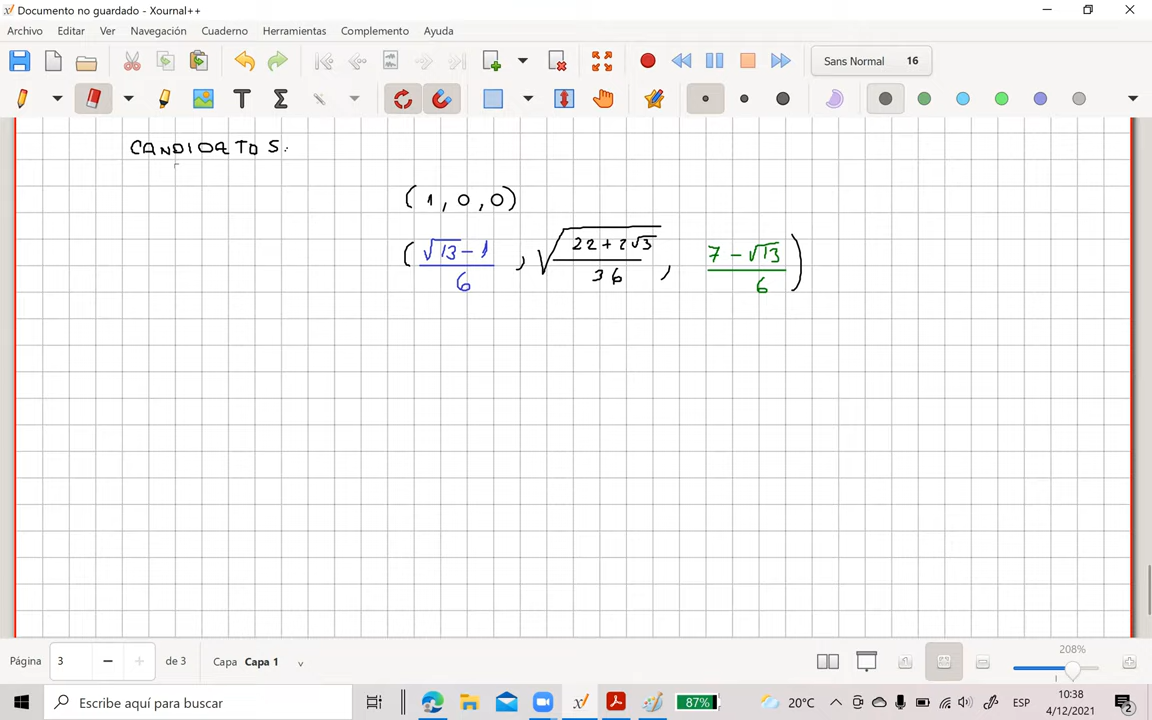 Documento no guardado - Xournal++
Archivo Editar Ver Navegación Cuaderno Herramientas Complemento Ayuda
Sans Normal 16
T Σ
CANDIDATOS:
(1, 0, 0)
(√13 - 1 / 6, √(22 + 2√3 / 36), 7 - √13 / 6)
208%
Página 3 de 3 Capa Capa 1
Escribe aquí para buscar 87% 20°C ESP 10:38
4/12/2021 2